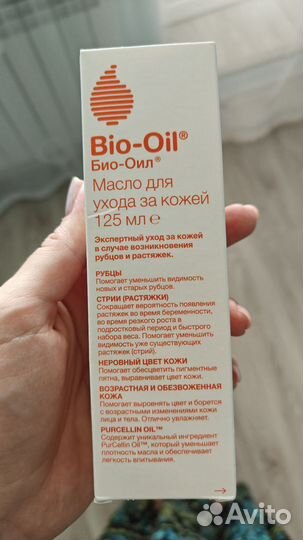 Bio-Oil®
Био-Оил®
Масло для
ухода за кожей
125 мл e
Экспертный уход за кожей
в случае возникновения
рубцов и растяжек.
РУБЦЫ
Помогает уменьшить видимость
новых и старых рубцов.
СТРИИ (РАСТЯЖКИ)
Сокращает вероятность появления
растяжек во время беременности,
во время резкого роста в
подростковый период и быстрого
набора веса. Помогает уменьшить
видимость уже существующих
растяжек (стрий).
НЕРОВНЫЙ ЦВЕТ КОЖИ
Помогает обесцветить пигментные
пятна, выравнивает цвет кожи.
ВОЗРАСТНАЯ И ОБЕЗВОЖЕННАЯ
КОЖА
Помогает выровнять цвет и борется
с возрастными изменениями кожи
лица и тела. Отлично увлажняет.
PURCELLIN OIL™
Содержит уникальный ингредиент
PurCellin Oil™, который уменьшает
плотность масла и обеспечивает
легкость впитывания.
→
Avito